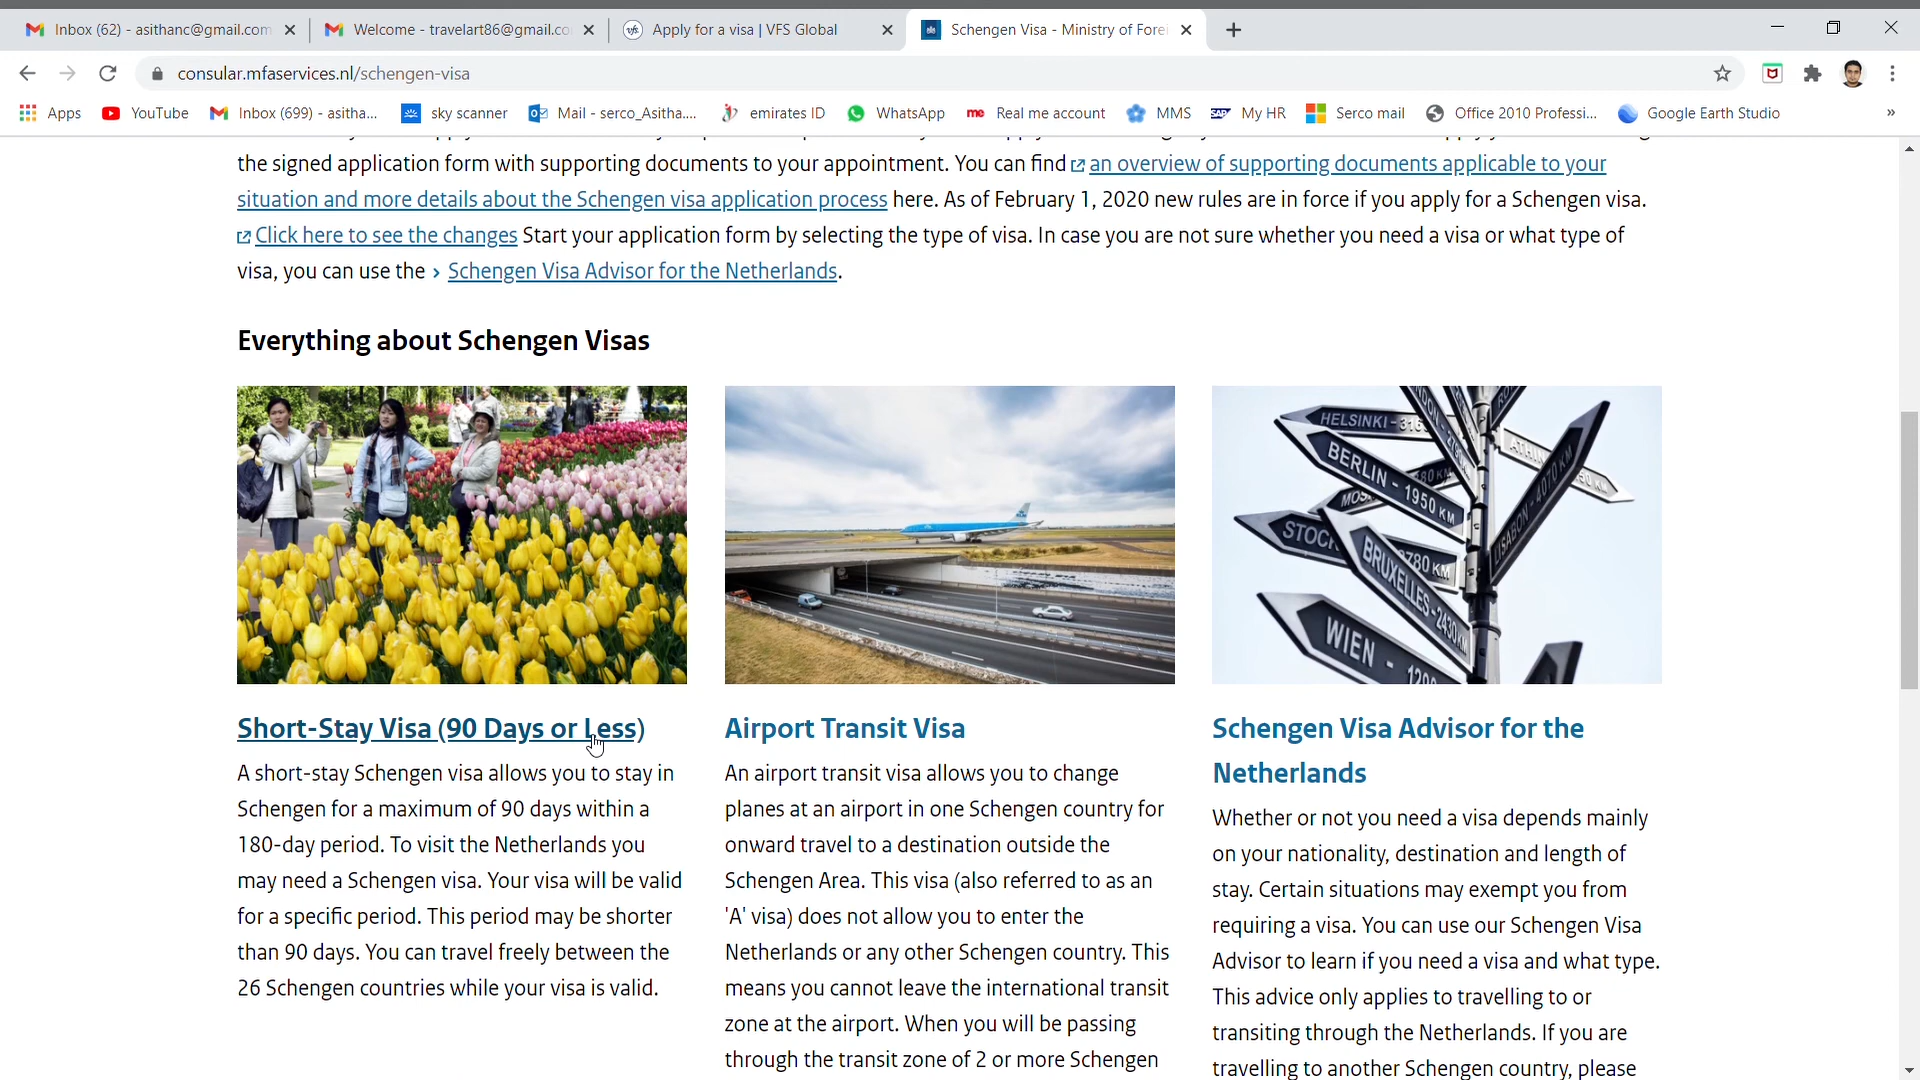 Inbox (62) - asithanc@gmail.com
Welcome - travelart86@gmail.co
Apply for a visa | VFS Global
Schengen Visa - Ministry of Forei
consular.mfaservices.nl/schengen-visa
Apps
YouTube
Inbox (699) - asitha...
sky scanner
Mail - serco_Asitha....
emirates ID
WhatsApp
me Real me account
MMS
SAP My HR
Serco mail
Office 2010 Professi...
Google Earth Studio
»
the signed application form with supporting documents to your appointment. You can find an overview of supporting documents applicable to your
situation and more details about the Schengen visa application process here. As of February 1, 2020 new rules are in force if you apply for a Schengen visa.
Click here to see the changes Start your application form by selecting the type of visa. In case you are not sure whether you need a visa or what type of
visa, you can use the › Schengen Visa Advisor for the Netherlands.
Everything about Schengen Visas
HELSINKI - 316
BERLIN - 1950 KM
STOCK
780 KM
BRUXELLES - 2430 KM
LISABON - 4070 KM
WIEN - 1200
Short-Stay Visa (90 Days or Less)
A short-stay Schengen visa allows you to stay in
Schengen for a maximum of 90 days within a
180-day period. To visit the Netherlands you
may need a Schengen visa. Your visa will be valid
for a specific period. This period may be shorter
than 90 days. You can travel freely between the
26 Schengen countries while your visa is valid.
Airport Transit Visa
An airport transit visa allows you to change
planes at an airport in one Schengen country for
onward travel to a destination outside the
Schengen Area. This visa (also referred to as an
'A' visa) does not allow you to enter the
Netherlands or any other Schengen country. This
means you cannot leave the international transit
zone at the airport. When you will be passing
through the transit zone of 2 or more Schengen
Schengen Visa Advisor for the
Netherlands
Whether or not you need a visa depends mainly
on your nationality, destination and length of
stay. Certain situations may exempt you from
requiring a visa. You can use our Schengen Visa
Advisor to learn if you need a visa and what type.
This advice only applies to travelling to or
transiting through the Netherlands. If you are
travelling to another Schengen country, please